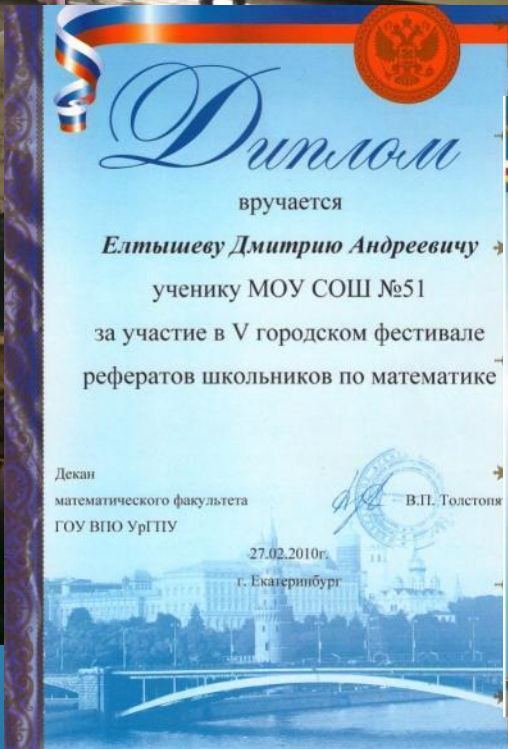 Диплом
вручается
Елтышеву Дмитрию Андреевичу
ученику МОУ СОШ №51
за участие в V городском фестивале
рефератов школьников по математике
Декан
математического факультета
ГОУ ВПО УрГПУ
В.П. Толстопя
27.02.2010г.
г. Екатеринбург